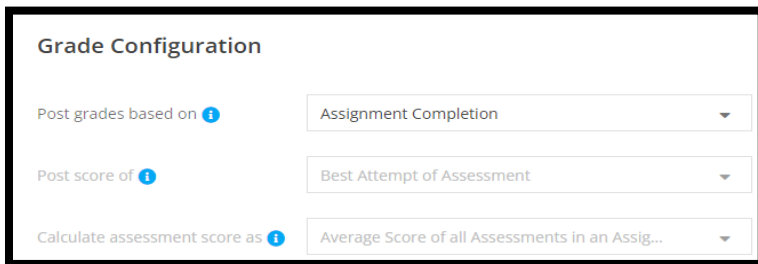 Grade Configuration
Post grades based on Assignment Completion
Post score of Best Attempt of Assessment
Calculate assessment score as Average Score of all Assessments in an Assig...